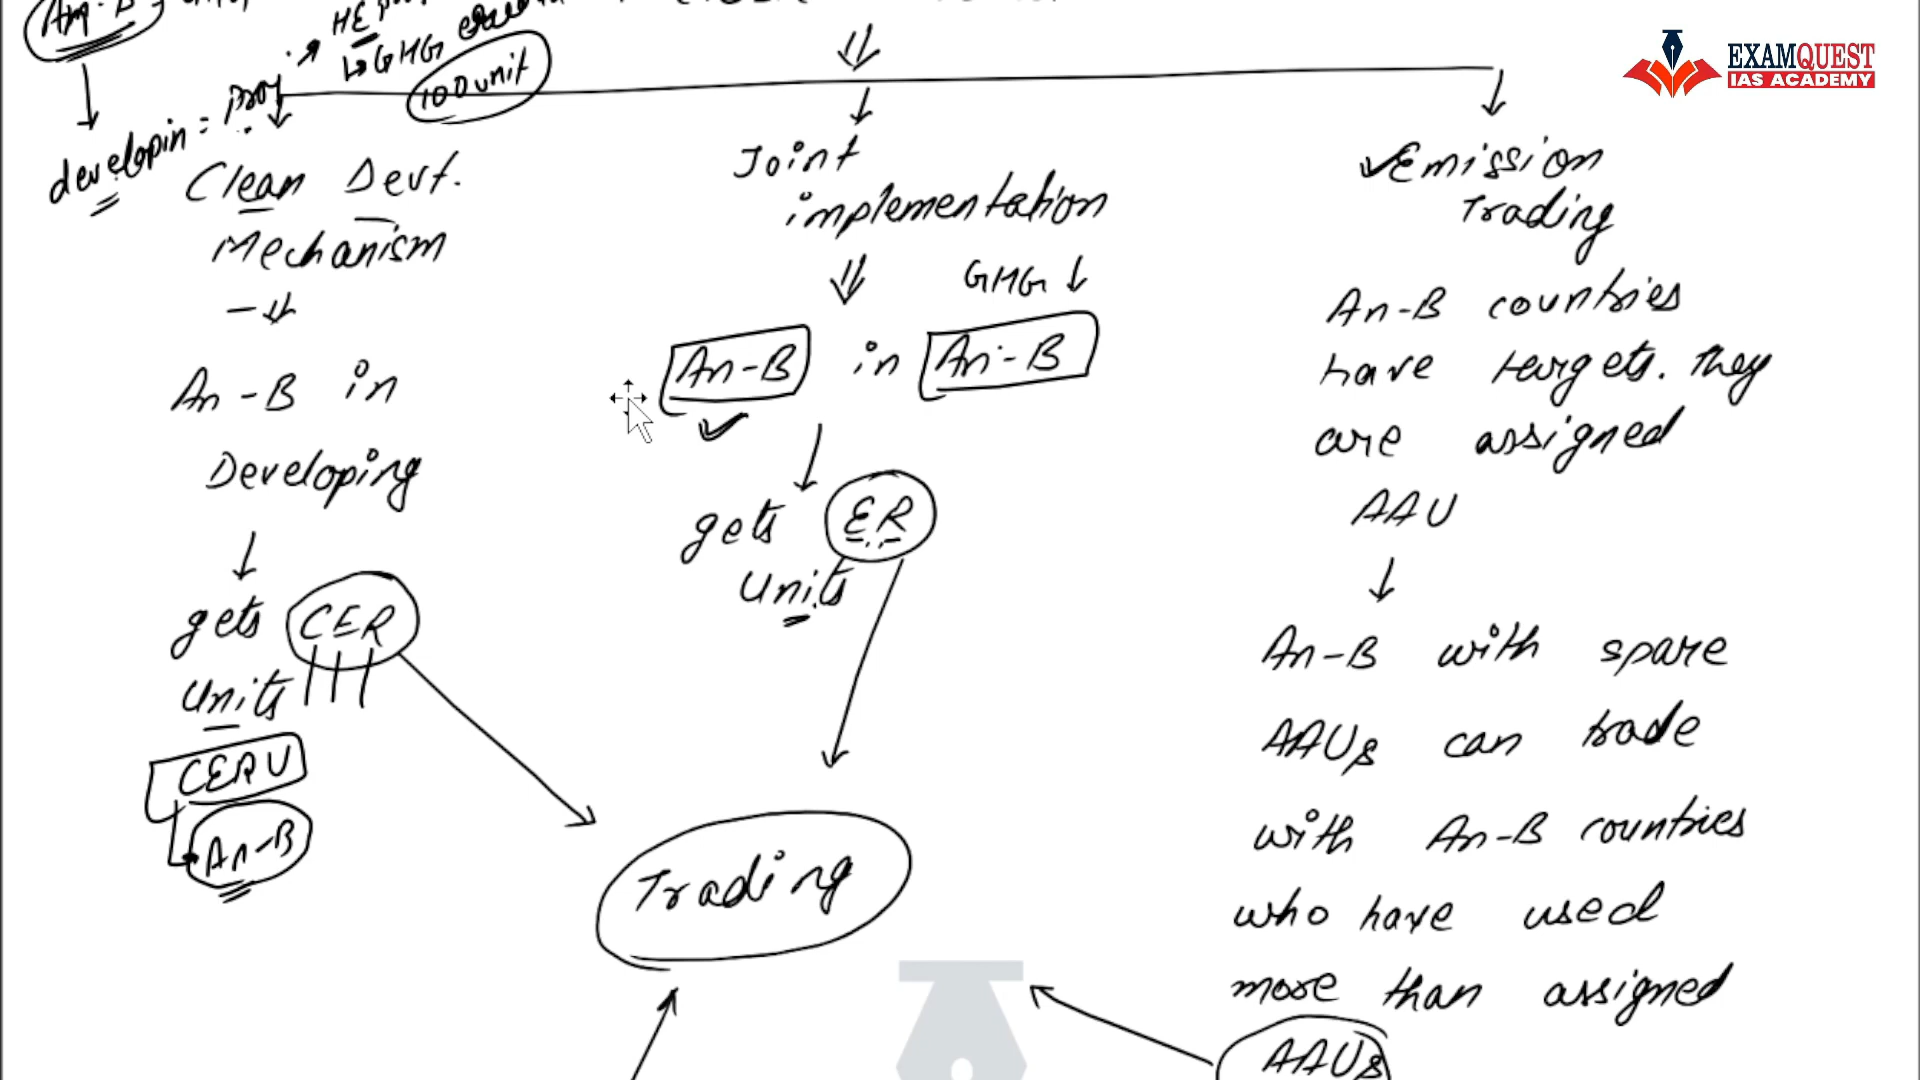 An-B
HE
GHG
100 unit
developin = Proj
EXAMQUEST
IAS ACADEMY
Clean Devt.
Mechanism
An-B in
Developing
gets CER
Units
CERU
An-B
Joint
implementation
GHG ↓
An-B in An-B
gets ER
Units
Trading
Emission
Trading
An-B countries
have targets. They
are assigned
AAU
An-B with spare
AAUs can trade
with An-B countries
who have used
more than assigned
AAUs